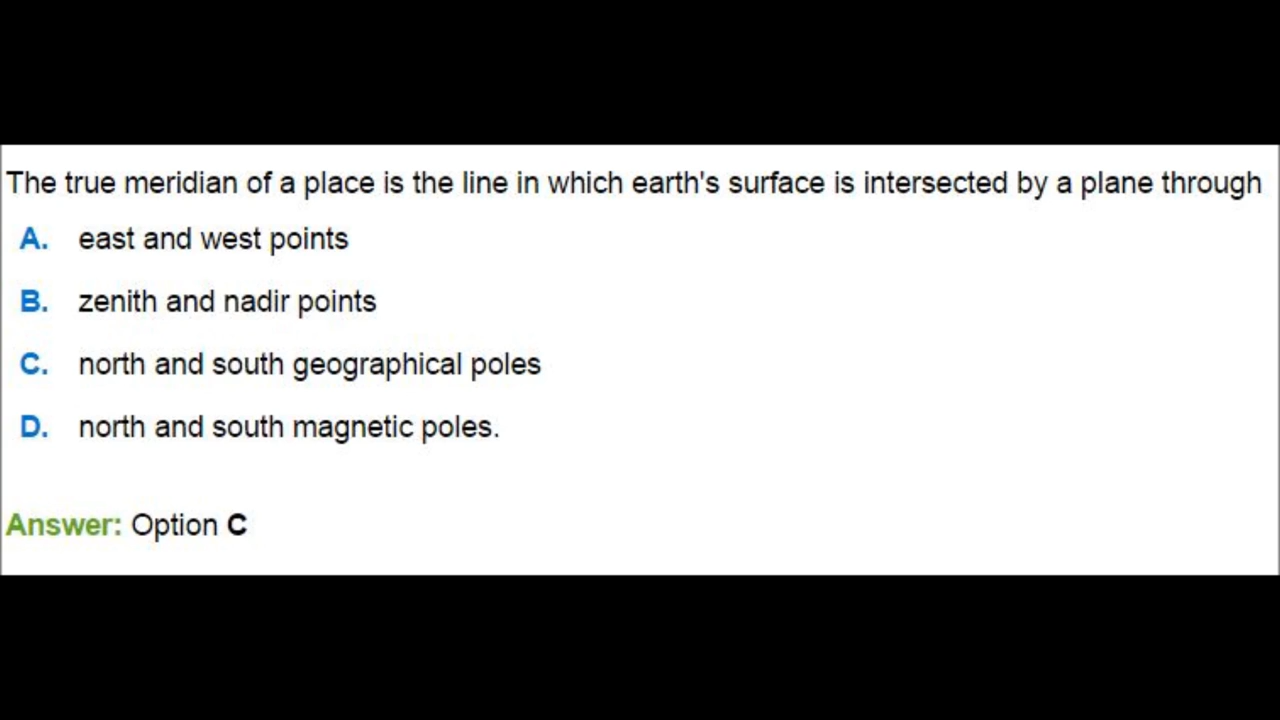 The true meridian of a place is the line in which earth's surface is intersected by a plane through
A. east and west points
B. zenith and nadir points
C. north and south geographical poles
D. north and south magnetic poles.
Answer: Option C